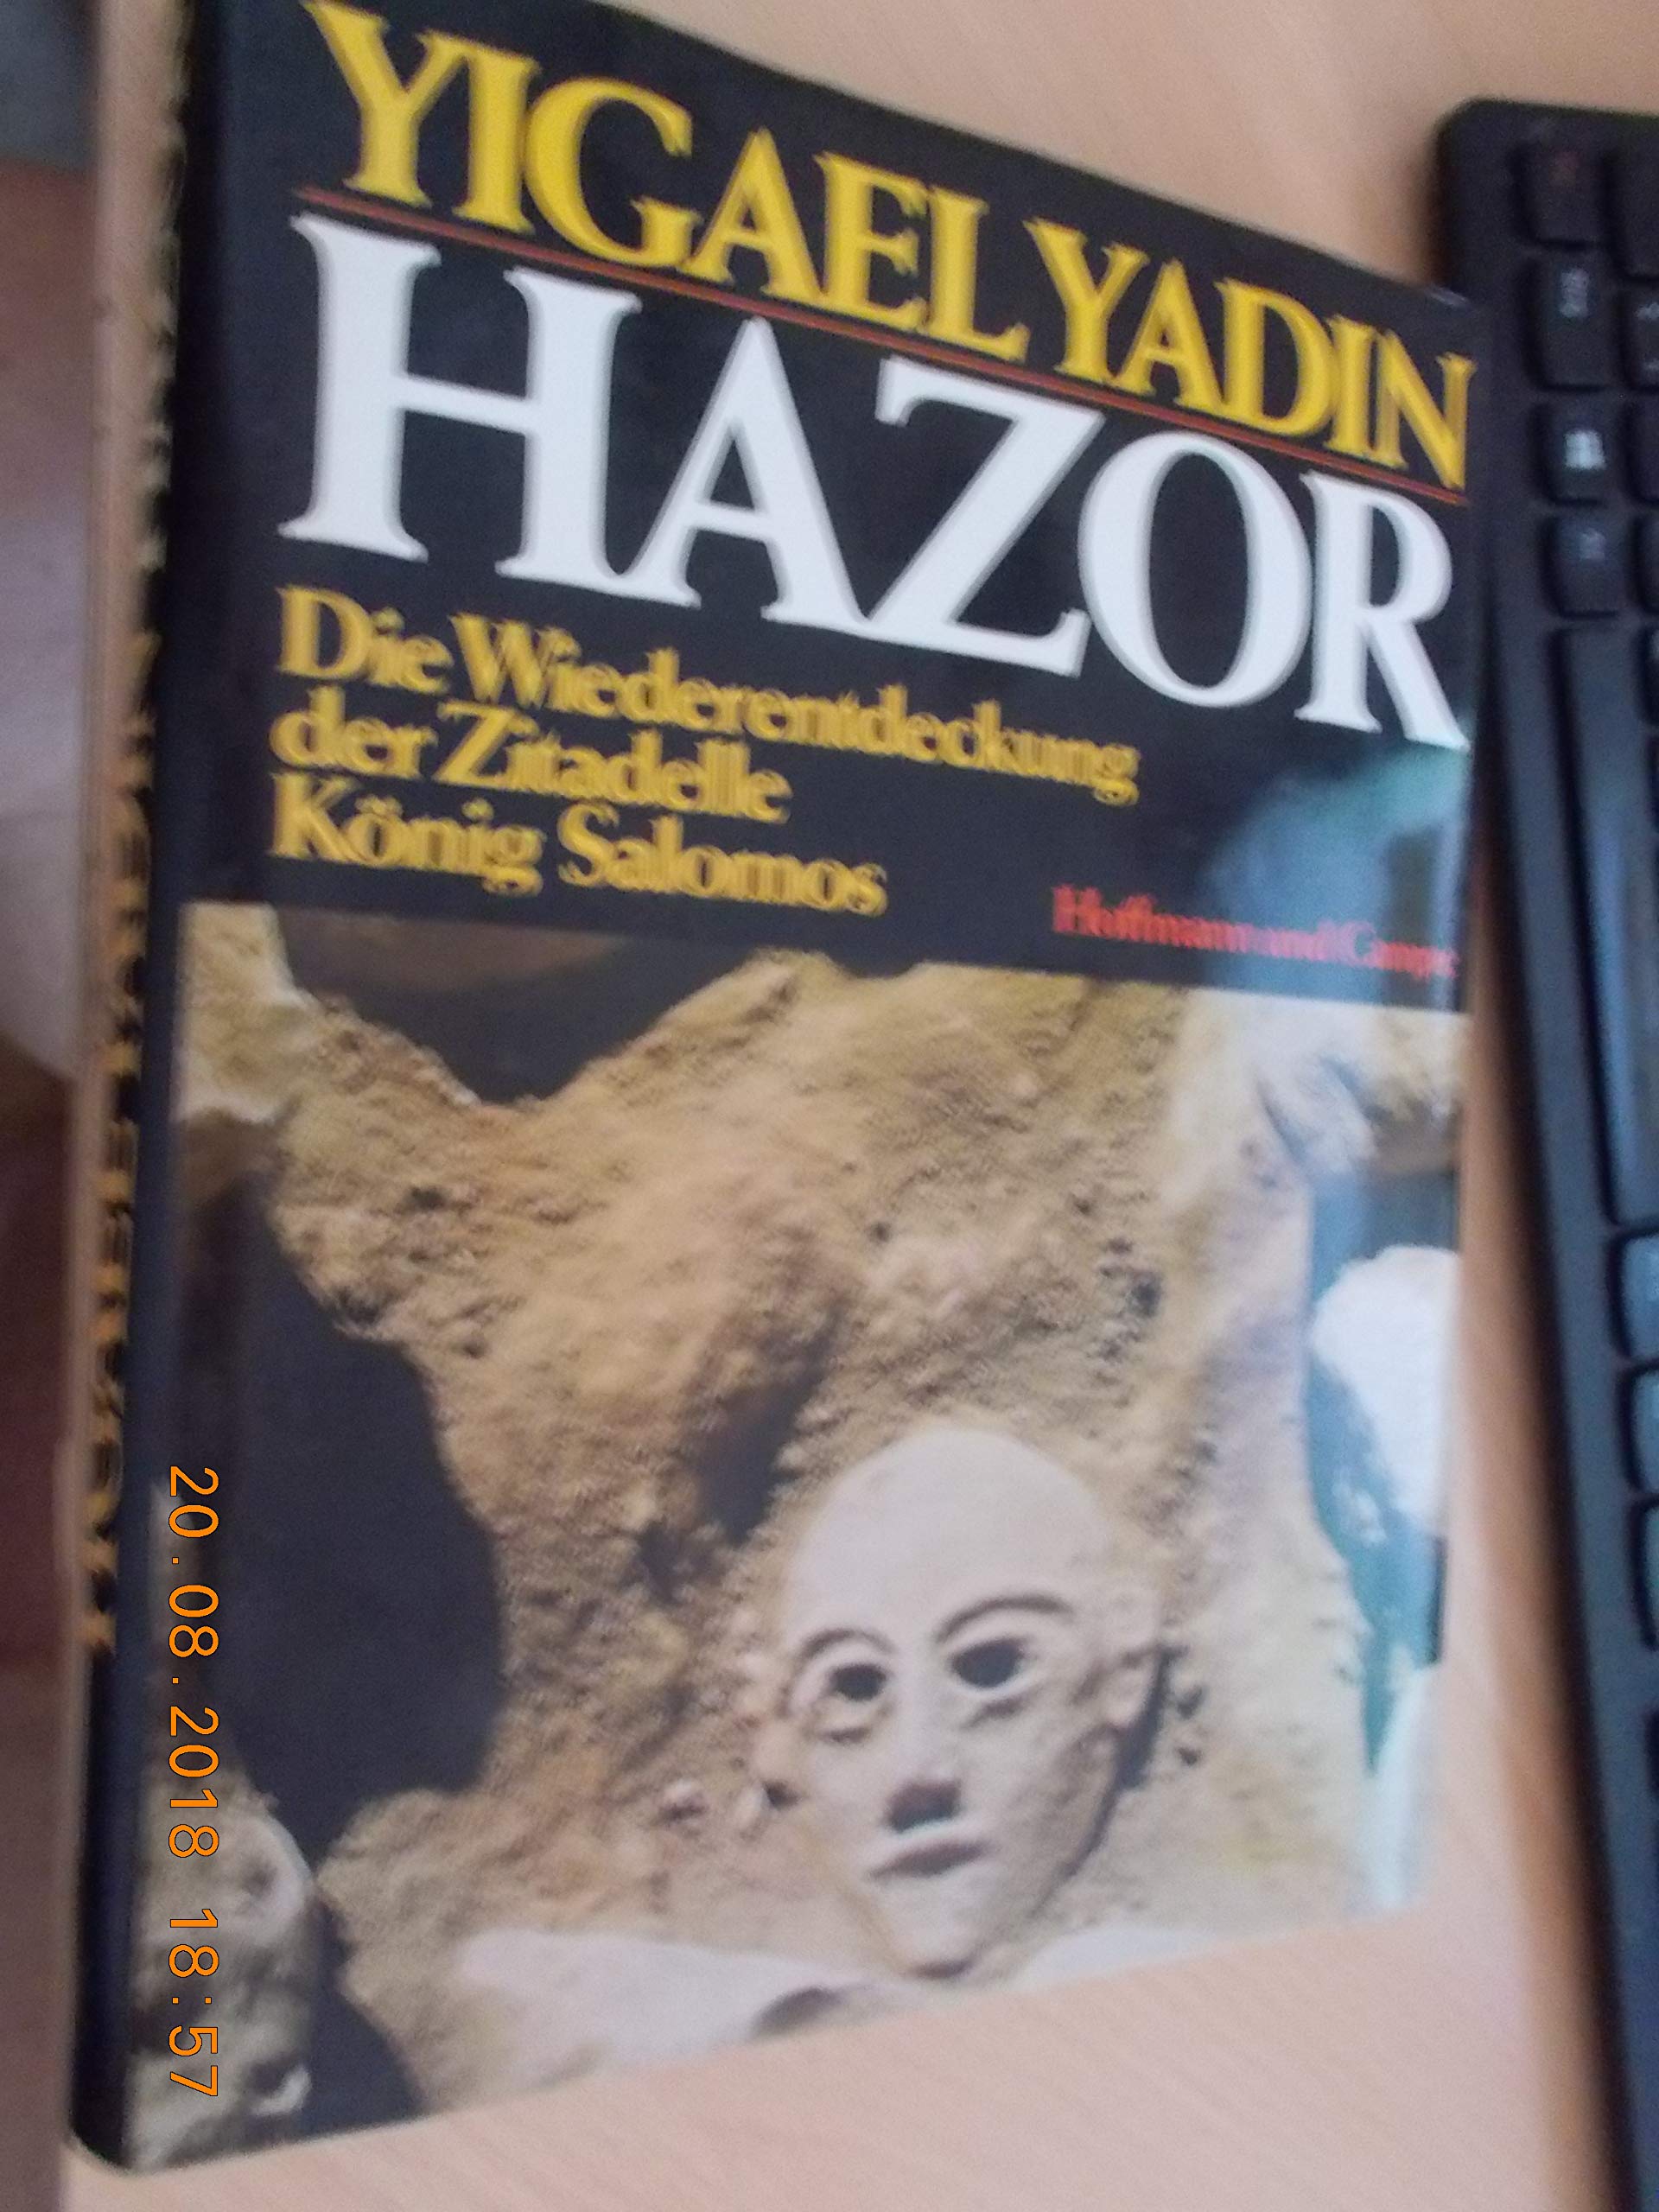 YIGAEL YADIN
HAZOR
Die Wiederentdeckung
der Zitadelle
König Salomos
Hoffmann und Campe
20.08.2018 18:57